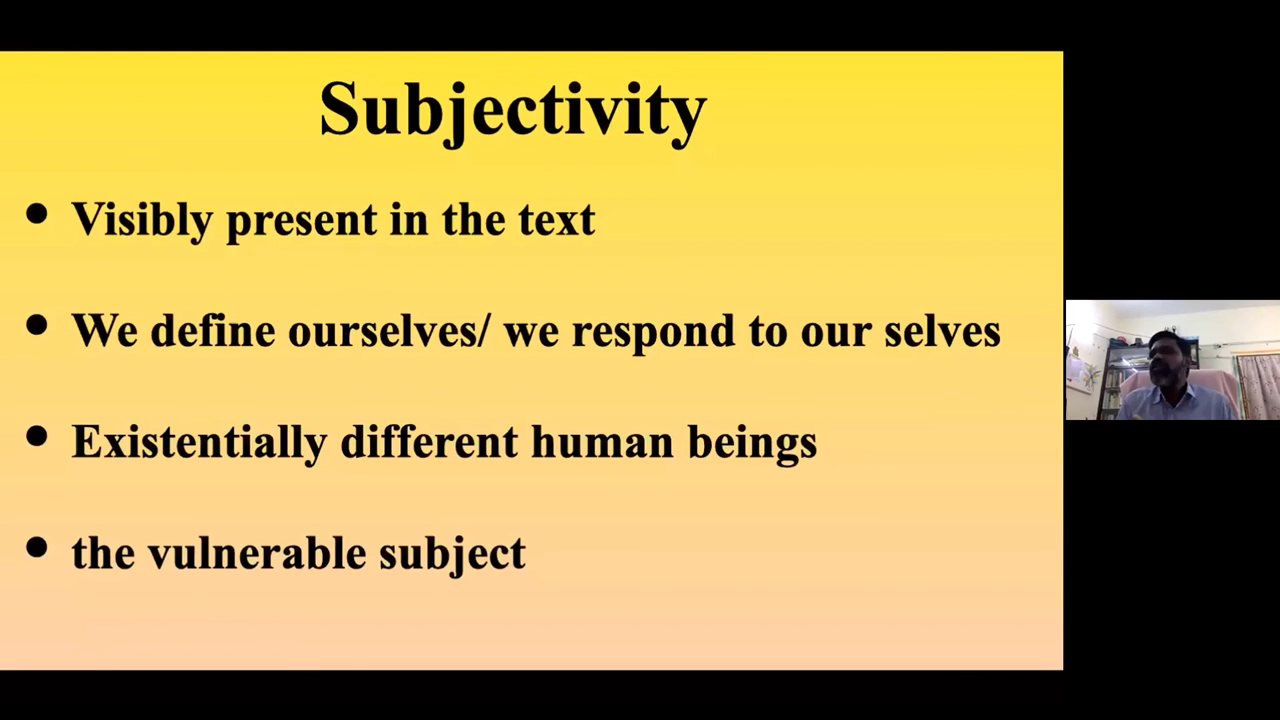 Subjectivity
• Visibly present in the text
• We define ourselves/ we respond to our selves
• Existentially different human beings
• the vulnerable subject